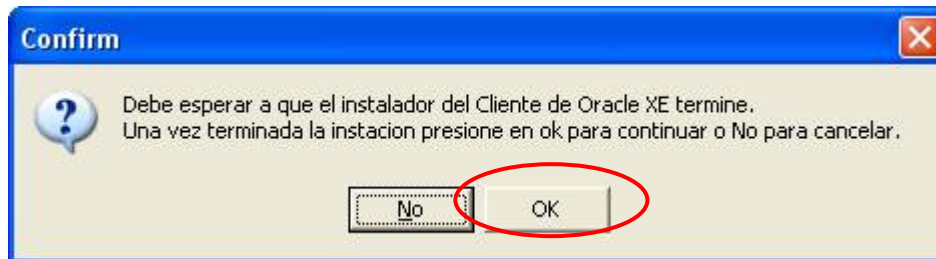 Confirm
Debe esperar a que el instalador del Cliente de Oracle XE termine.
Una vez terminada la instacion presione en ok para continuar o No para cancelar.
No
OK